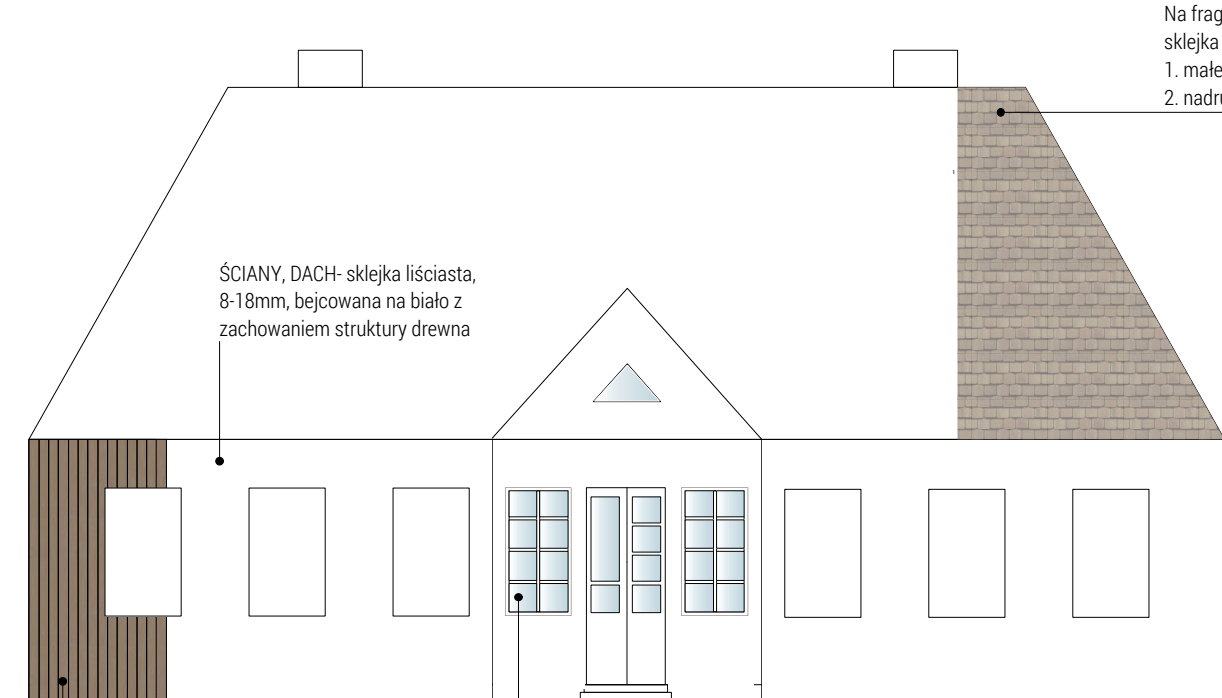 Na frag
sklejka
1. małe
2. nadru
ŚCIANY, DACH- sklejka liściasta,
8-18mm, bejcowana na biało z
zachowaniem struktury drewna